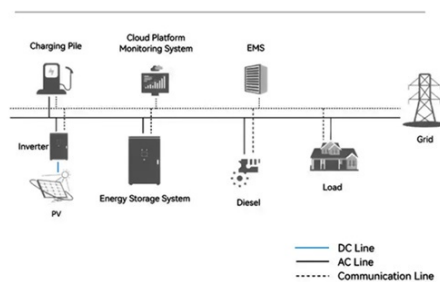 Charging Pile
Cloud Platform
Monitoring System
EMS
Grid
Inverter
PV
Energy Storage System
Diesel
Load
DC Line
AC Line
Communication Line